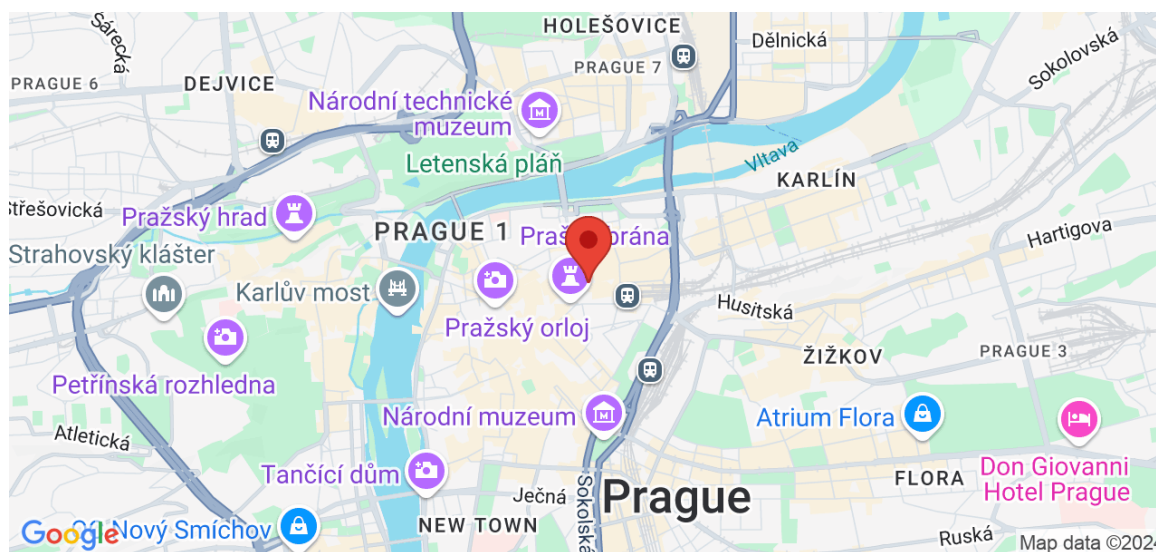 HOLEŠOVICE
Dělnická
Sárecká
Sokolovská
PRAGUE 6
DEJVICE
PRAGUE 7
Národní technické
muzeum
Letenská pláň
Vltava
KARLÍN
Střešovická
Pražský hrad
PRAGUE 1
Hartigova
Strahovský klášter
Karlův most
Husitská
Pražský orloj
ŽIŽKOV
PRAGUE 3
Petřínská rozhledna
Národní muzeum
Atrium Flora
Atletická
Tančící dům
FLORA
Don Giovanni
Hotel Prague
Ječná
Sokolská
Prague
NEW TOWN
Nový Smíchov
Ruská
Google
Map data ©2024